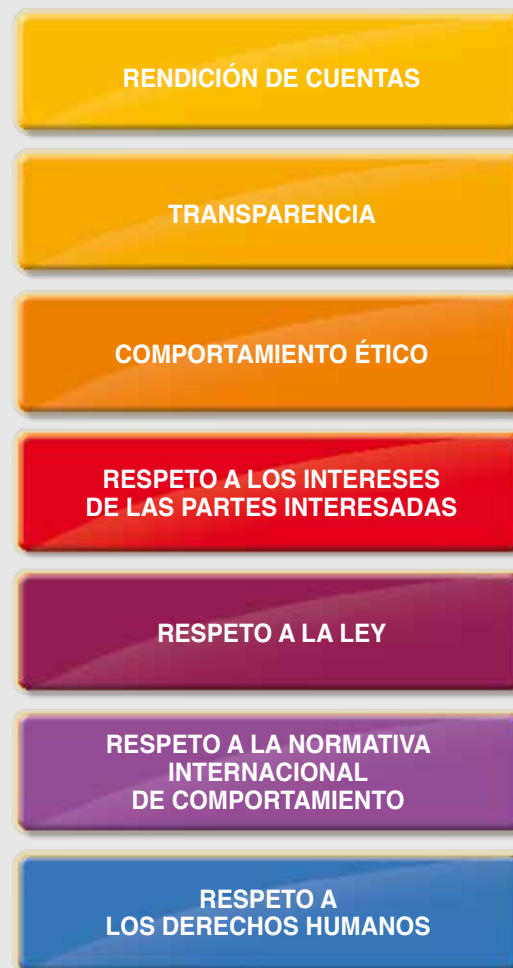 RENDICIÓN DE CUENTAS
TRANSPARENCIA
COMPORTAMIENTO ÉTICO
RESPETO A LOS INTERESES
DE LAS PARTES INTERESADAS
RESPETO A LA LEY
RESPETO A LA NORMATIVA
INTERNACIONAL
DE COMPORTAMIENTO
RESPETO A
LOS DERECHOS HUMANOS